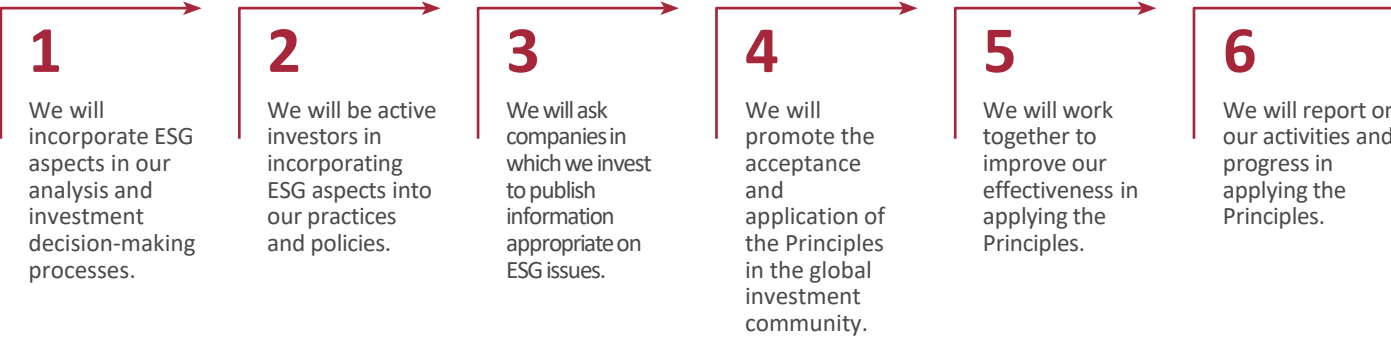 1
We will
incorporate ESG
aspects in our
analysis and
investment
decision-making
processes.
2
We will be active
investors in
incorporating
ESG aspects into
our practices
and policies.
3
We will ask
companies in
which we invest
to publish
information
appropriate on
ESG issues.
4
We will
promote the
acceptance
and
application of
the Principles
in the global
investment
community.
5
We will work
together to
improve our
effectiveness in
applying the
Principles.
6
We will report on
our activities and
progress in
applying the
Principles.